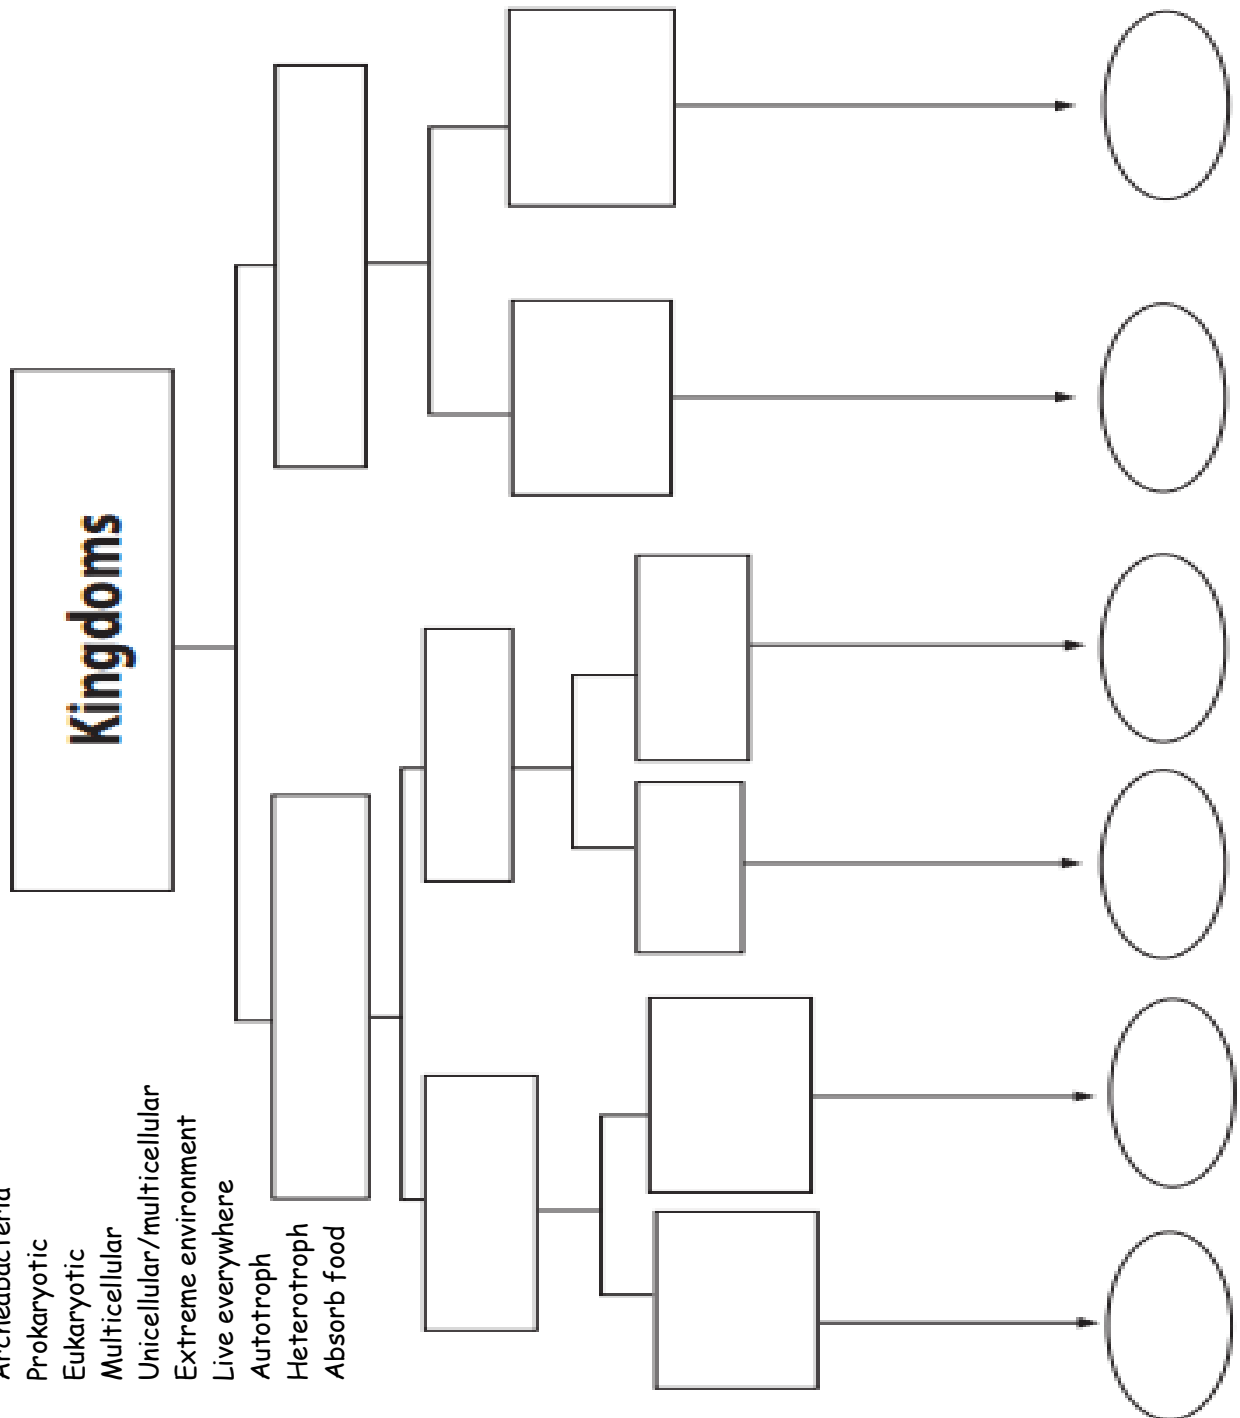 Archeabacteria
Prokaryotic
Eukaryotic
Multicellular
Unicellular/multicellular
Extreme environment
Live everywhere
Autotroph
Heterotroph
Absorb food
Kingdoms